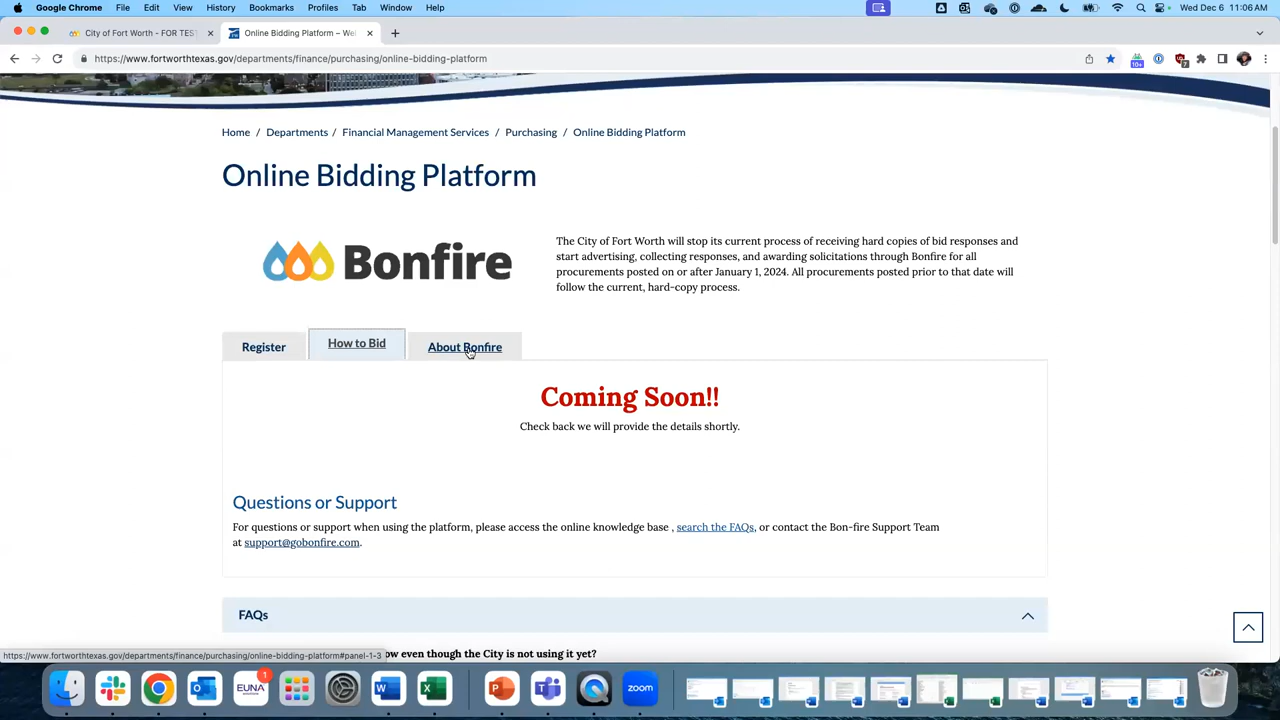 Google Chrome File Edit View History Bookmarks Profiles Tab Window Help Wed Dec 6 11:06 AM
City of Fort Worth - FOR TES Online Bidding Platform – Wel
https://www.fortworthtexas.gov/departments/finance/purchasing/online-bidding-platform
Home / Departments / Financial Management Services / Purchasing / Online Bidding Platform
Online Bidding Platform
Bonfire
The City of Fort Worth will stop its current process of receiving hard copies of bid responses and
start advertising, collecting responses, and awarding solicitations through Bonfire for all
procurements posted on or after January 1, 2024. All procurements posted prior to that date will
follow the current, hard-copy process.
Register How to Bid About Bonfire
Coming Soon!!
Check back we will provide the details shortly.
Questions or Support
For questions or support when using the platform, please access the online knowledge base , search the FAQs, or contact the Bon-fire Support Team
at support@gobonfire.com.
FAQs
ow even though the City is not using it yet?
https://www.fortworthtexas.gov/departments/finance/purchasing/online-bidding-platform#panel-1-3
EUNA 1 zoom